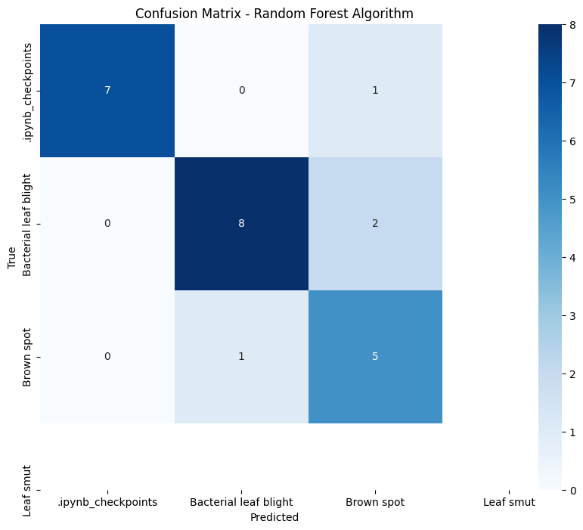 Confusion Matrix - Random Forest Algorithm
.ipynb_checkpoints
Bacterial leaf blight
Brown spot
Leaf smut
True
7 0 1
0 8 2
0 1 5
.ipynb_checkpoints Bacterial leaf blight Brown spot Leaf smut
Predicted
8
7
6
5
4
3
2
1
0